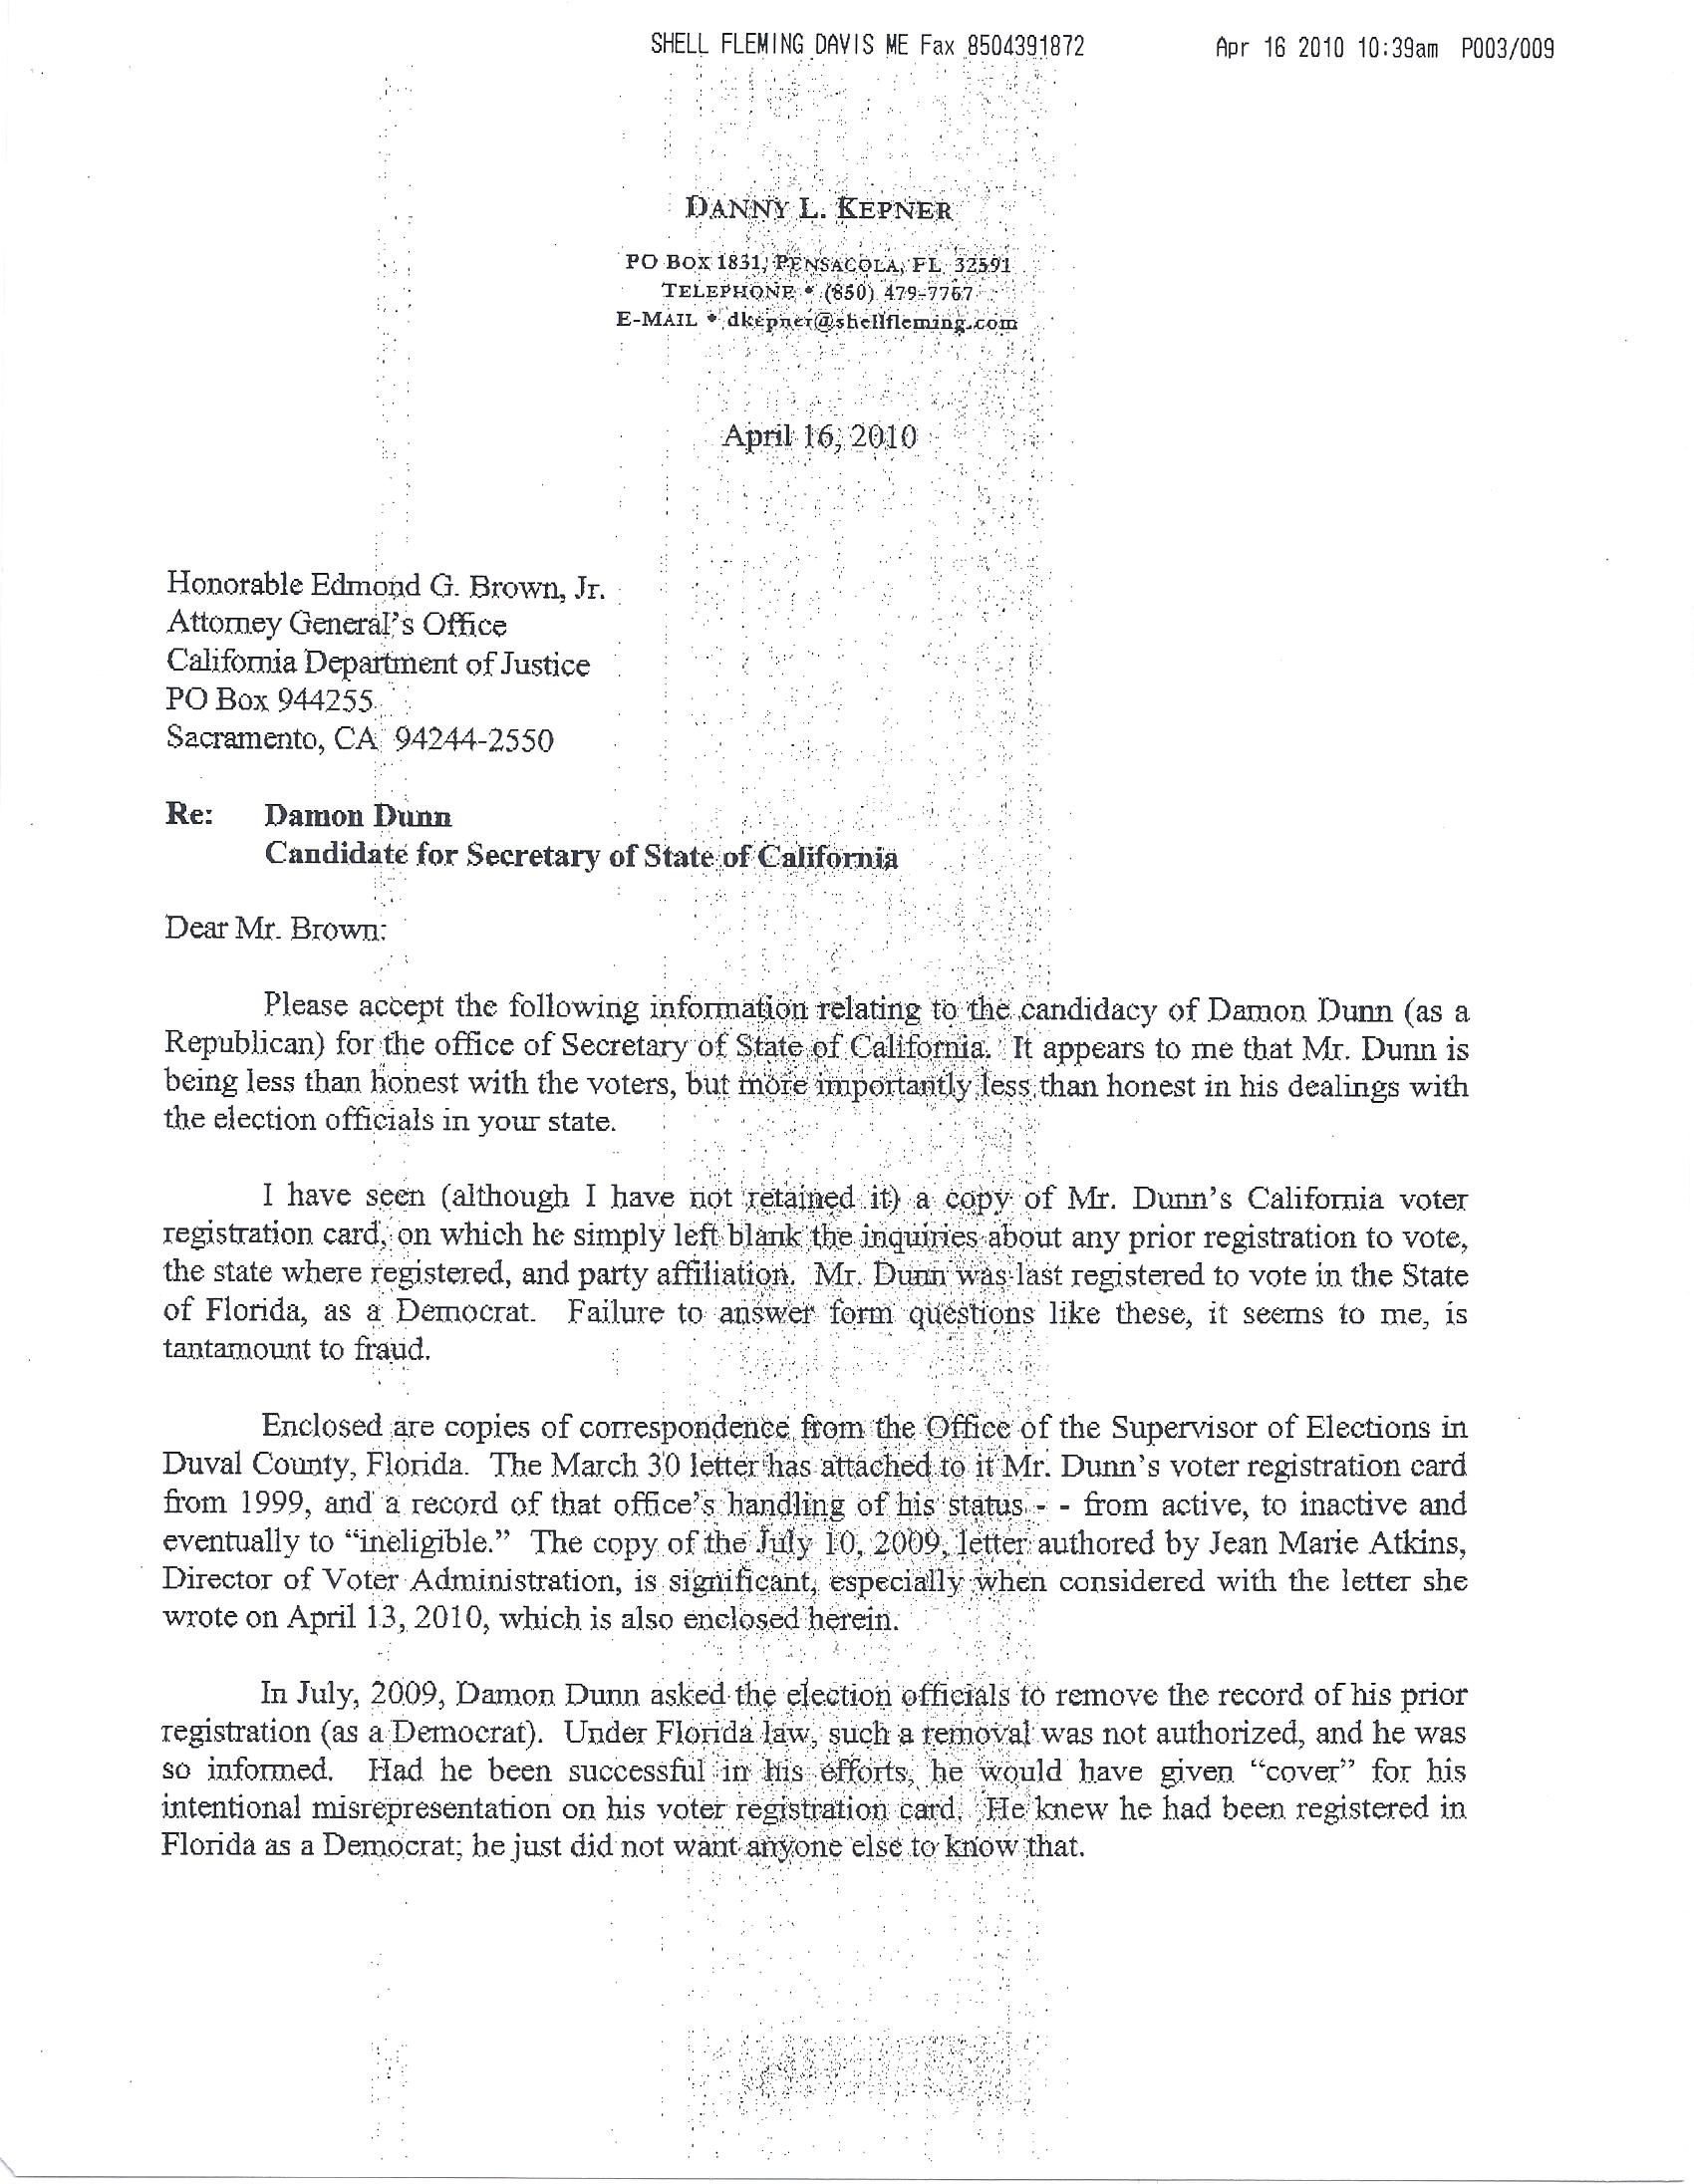 SHELL FLEMING DAVIS ME Fax 8504391872 Apr 16 2010 10:39am P003/009
DANNY L. KEPNER
PO BOX 1831, PENSACOLA, FL 32591
TELEPHONE • (850) 479-7767
E-MAIL • dkepner@shellfleming.com
April 16, 2010
Honorable Edmond G. Brown, Jr.
Attorney General's Office
California Department of Justice
PO Box 944255
Sacramento, CA 94244-2550
Re: Damon Dunn
Candidate for Secretary of State of California
Dear Mr. Brown:
Please accept the following information relating to the candidacy of Damon Dunn (as a
Republican) for the office of Secretary of State of California. It appears to me that Mr. Dunn is
being less than honest with the voters, but more importantly less than honest in his dealings with
the election officials in your state.
I have seen (although I have not retained it) a copy of Mr. Dunn's California voter
registration card, on which he simply left blank the inquiries about any prior registration to vote,
the state where registered, and party affiliation. Mr. Dunn was last registered to vote in the State
of Florida, as a Democrat. Failure to answer form questions like these, it seems to me, is
tantamount to fraud.
Enclosed are copies of correspondence from the Office of the Supervisor of Elections in
Duval County, Florida. The March 30 letter has attached to it Mr. Dunn's voter registration card
from 1999, and a record of that office's handling of his status - - from active, to inactive and
eventually to “ineligible.” The copy of the July 10, 2009, letter authored by Jean Marie Atkins,
Director of Voter Administration, is significant, especially when considered with the letter she
wrote on April 13, 2010, which is also enclosed herein.
In July, 2009, Damon Dunn asked the election officials to remove the record of his prior
registration (as a Democrat). Under Florida law, such a removal was not authorized, and he was
so informed. Had he been successful in his efforts, he would have given “cover” for his
intentional misrepresentation on his voter registration card. He knew he had been registered in
Florida as a Democrat; he just did not want anyone else to know that.